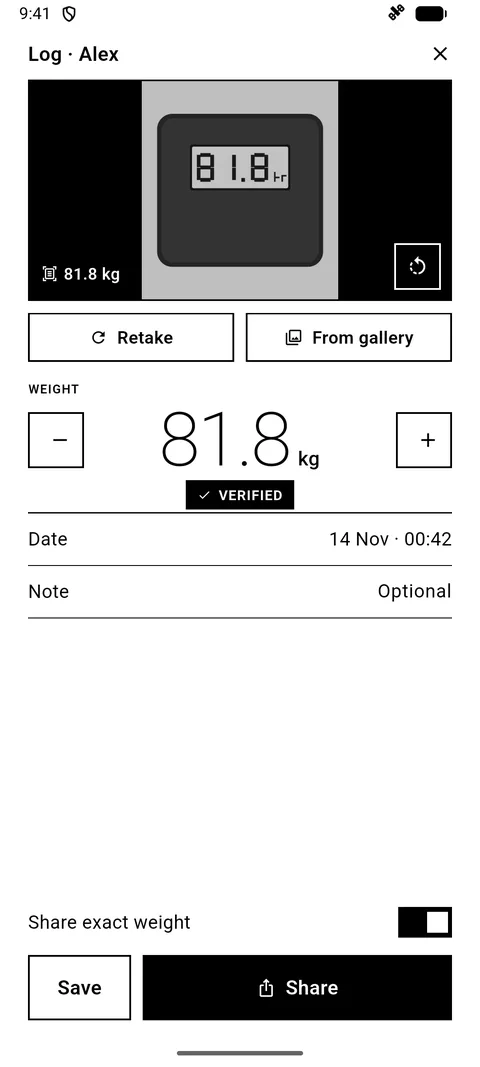 9:41
Log · Alex
81.8
81.8 kg
Retake
From gallery
WEIGHT
81.8 kg
VERIFIED
Date 14 Nov · 00:42
Note Optional
Share exact weight
Save
Share